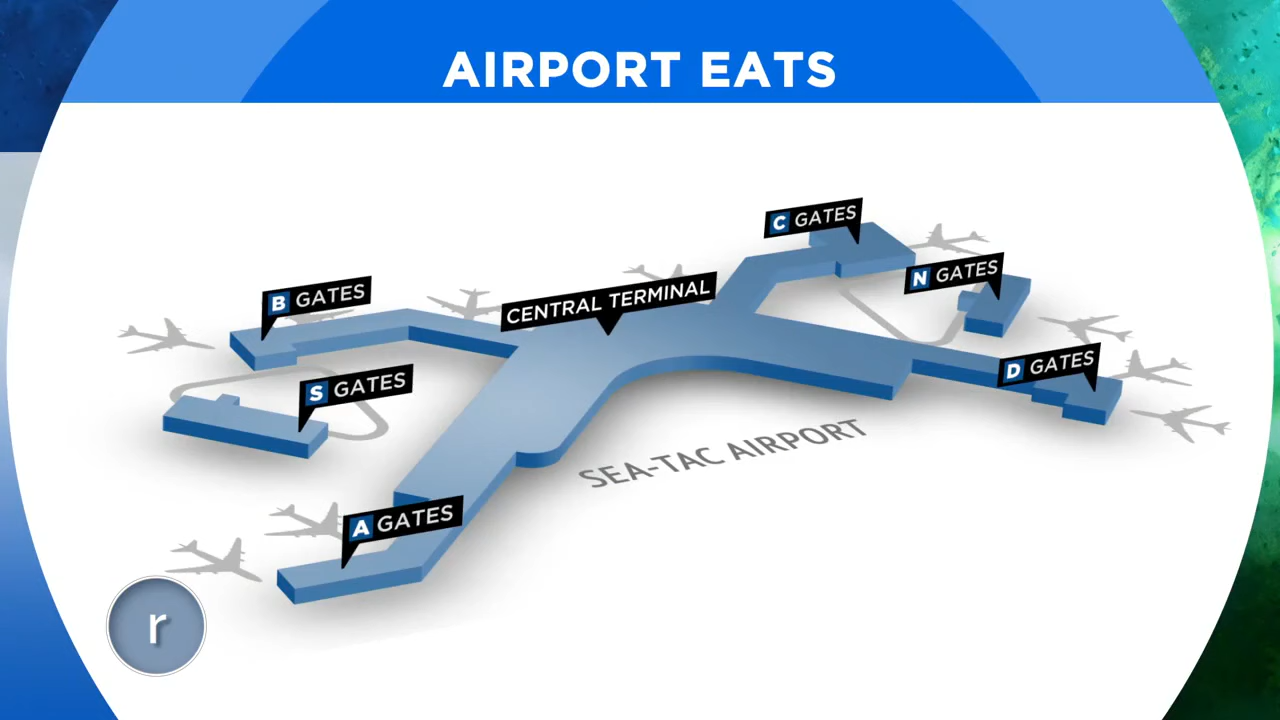 AIRPORT EATS
C GATES
N GATES
B GATES
CENTRAL TERMINAL
D GATES
S GATES
SEA-TAC AIRPORT
A GATES
r